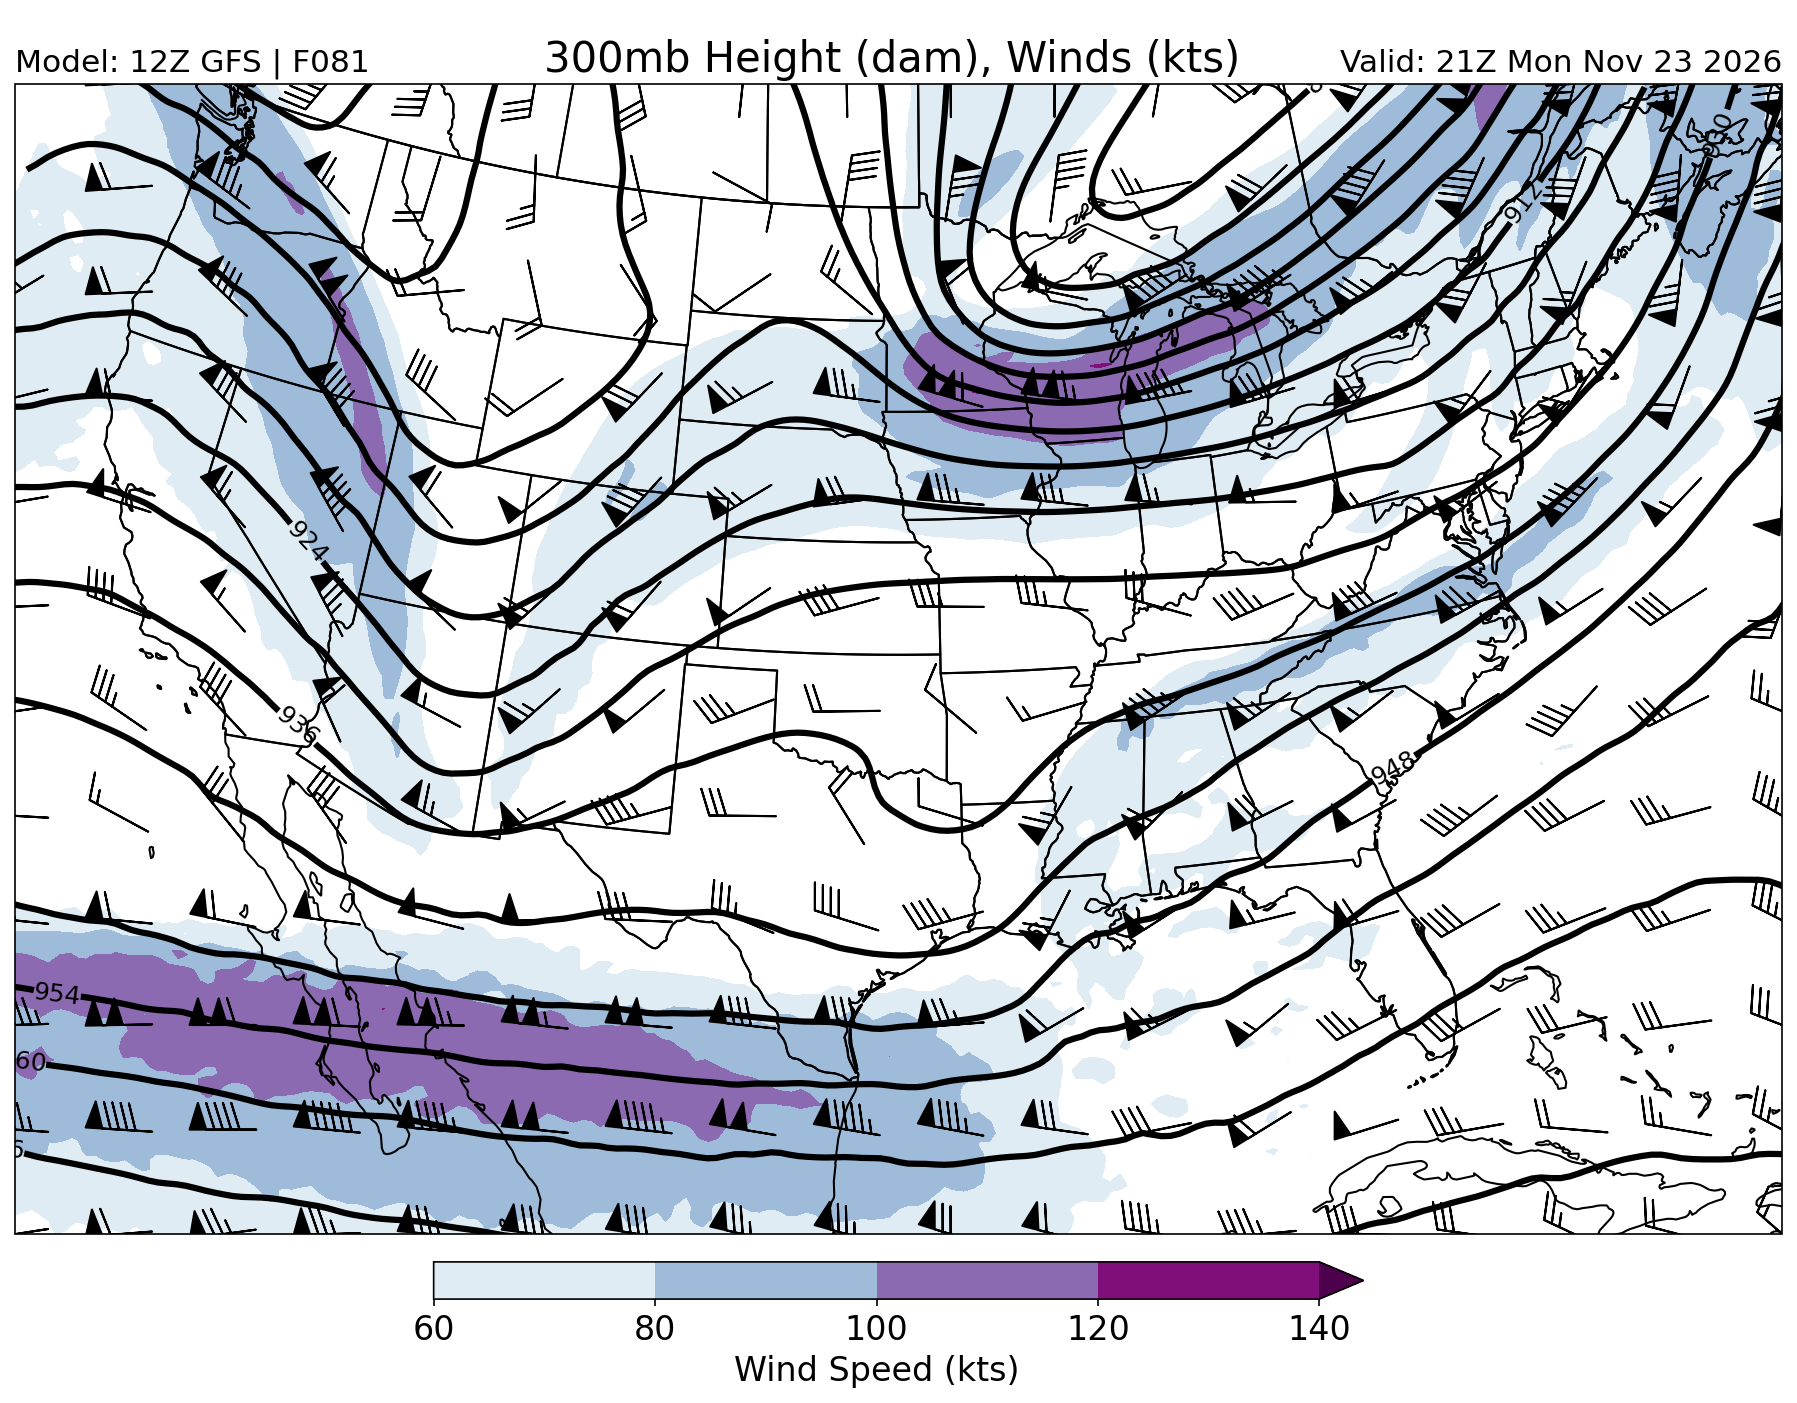 Model: 12Z GFS | F081
300mb Height (dam), Winds (kts)
Valid: 21Z Mon Nov 23 2026
912
924
936
948
954
60
60 80 100 120 140
Wind Speed (kts)